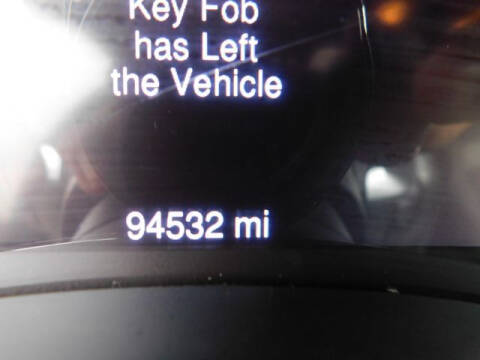 Key Fob
has Left
the Vehicle
94532 mi